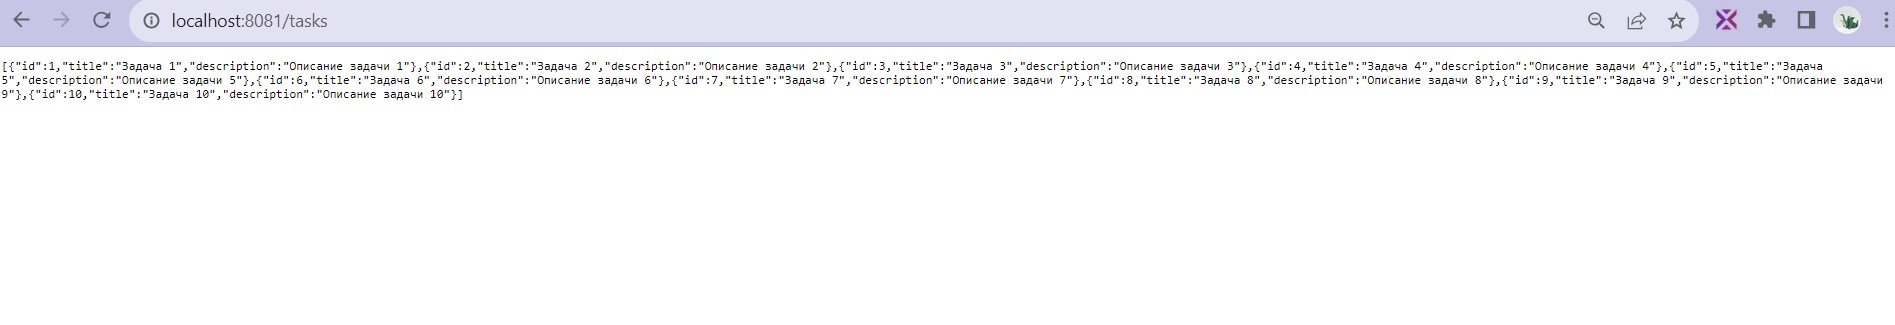 localhost:8081/tasks
[{"id":1,"title":"Задача 1","description":"Описание задачи 1"},{"id":2,"title":"Задача 2","description":"Описание задачи 2"},{"id":3,"title":"Задача 3","description":"Описание задачи 3"},{"id":4,"title":"Задача 4","description":"Описание задачи 4"},{"id":5,"title":"Задача
5","description":"Описание задачи 5"},{"id":6,"title":"Задача 6","description":"Описание задачи 6"},{"id":7,"title":"Задача 7","description":"Описание задачи 7"},{"id":8,"title":"Задача 8","description":"Описание задачи 8"},{"id":9,"title":"Задача 9","description":"Описание задачи
9"},{"id":10,"title":"Задача 10","description":"Описание задачи 10"}]